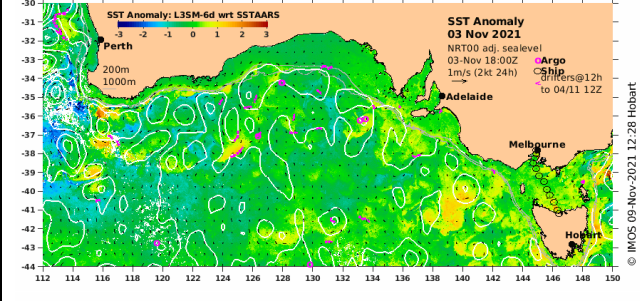 SST Anomaly: L3SM-6d wrt SSTAARS
-3 -2 -1 0 1 2 3
SST Anomaly
03 Nov 2021
NRT00 adj. sealevel
03-Nov 18:00Z
1m/s (2kt 24h)
Argo
Ship
drifters@12h
to 04/11 12Z
Perth
200m
1000m
Adelaide
Melbourne
Hobart
-30
-31
-32
-33
-34
-35
-36
-37
-38
-39
-40
-41
-42
-43
-44
112 114 116 118 120 122 124 126 128 130 132 134 136 138 140 142 144 146 148 150
© IMOS 09-Nov-2021 12:28 Hobart